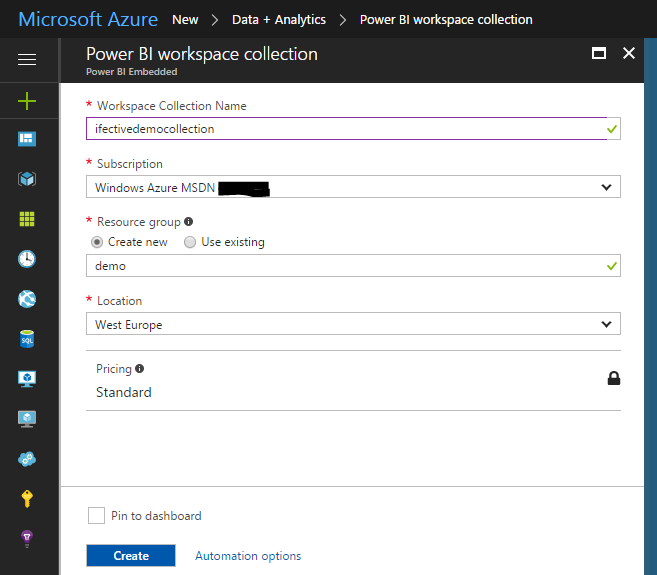 Microsoft Azure New > Data + Analytics > Power BI workspace collection
Power BI workspace collection
Power BI Embedded
* Workspace Collection Name
ifectivedemocollection
* Subscription
Windows Azure MSDN
* Resource group
Create new Use existing
demo
* Location
West Europe
Pricing
Standard
SQL
Pin to dashboard
Create Automation options